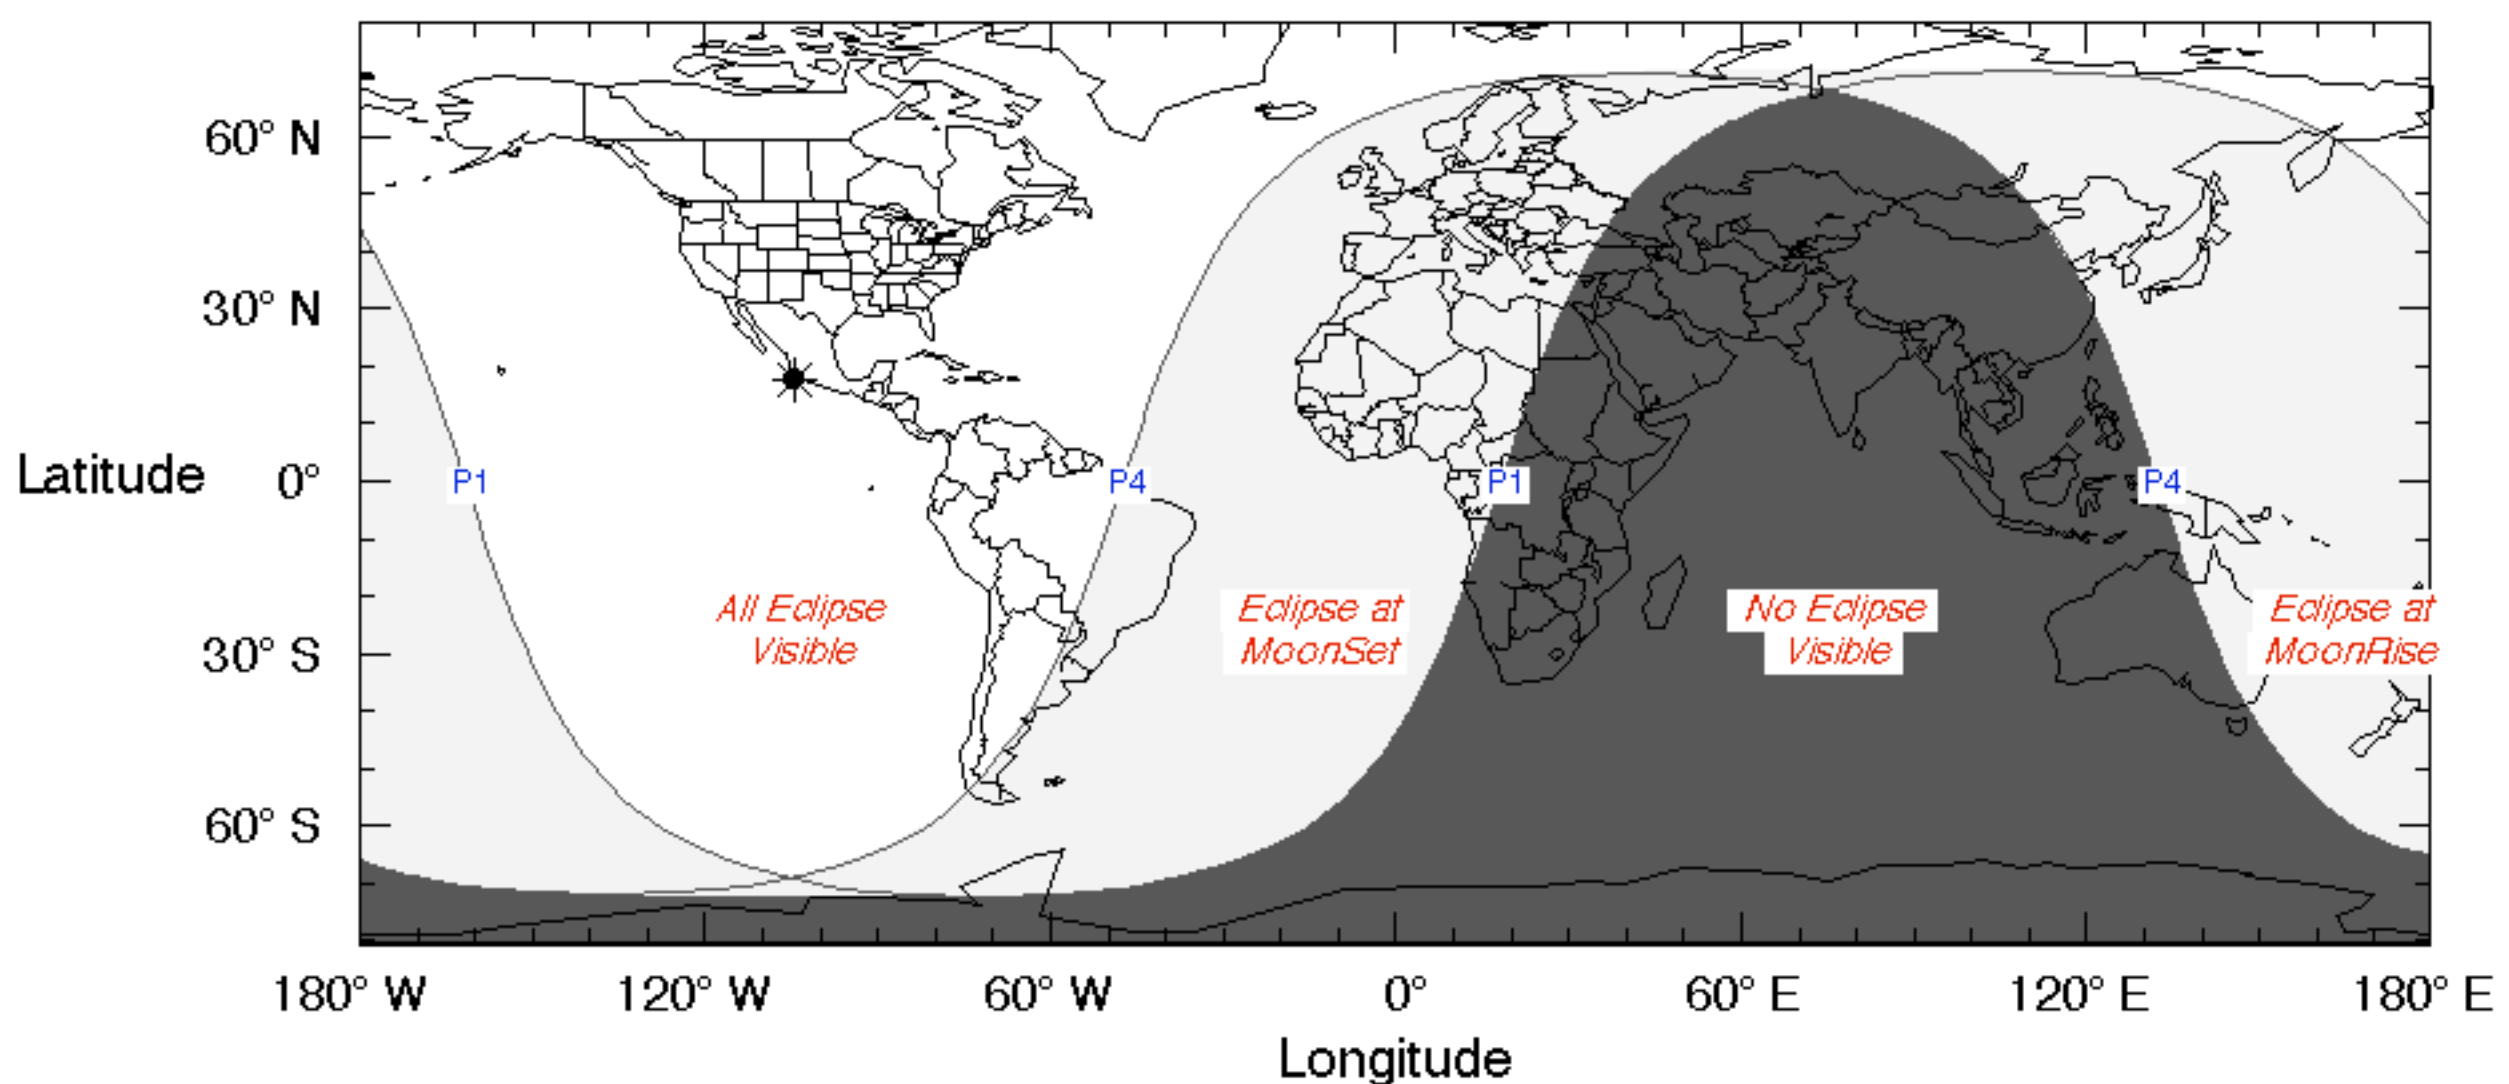 60° N
30° N
Latitude 0°
P1 P4 P1 P4
All Eclipse
Visible
Eclipse at
MoonSet
No Eclipse
Visible
Eclipse at
MoonRise
30° S
60° S
180° W 120° W 60° W 0° 60° E 120° E 180° E
Longitude